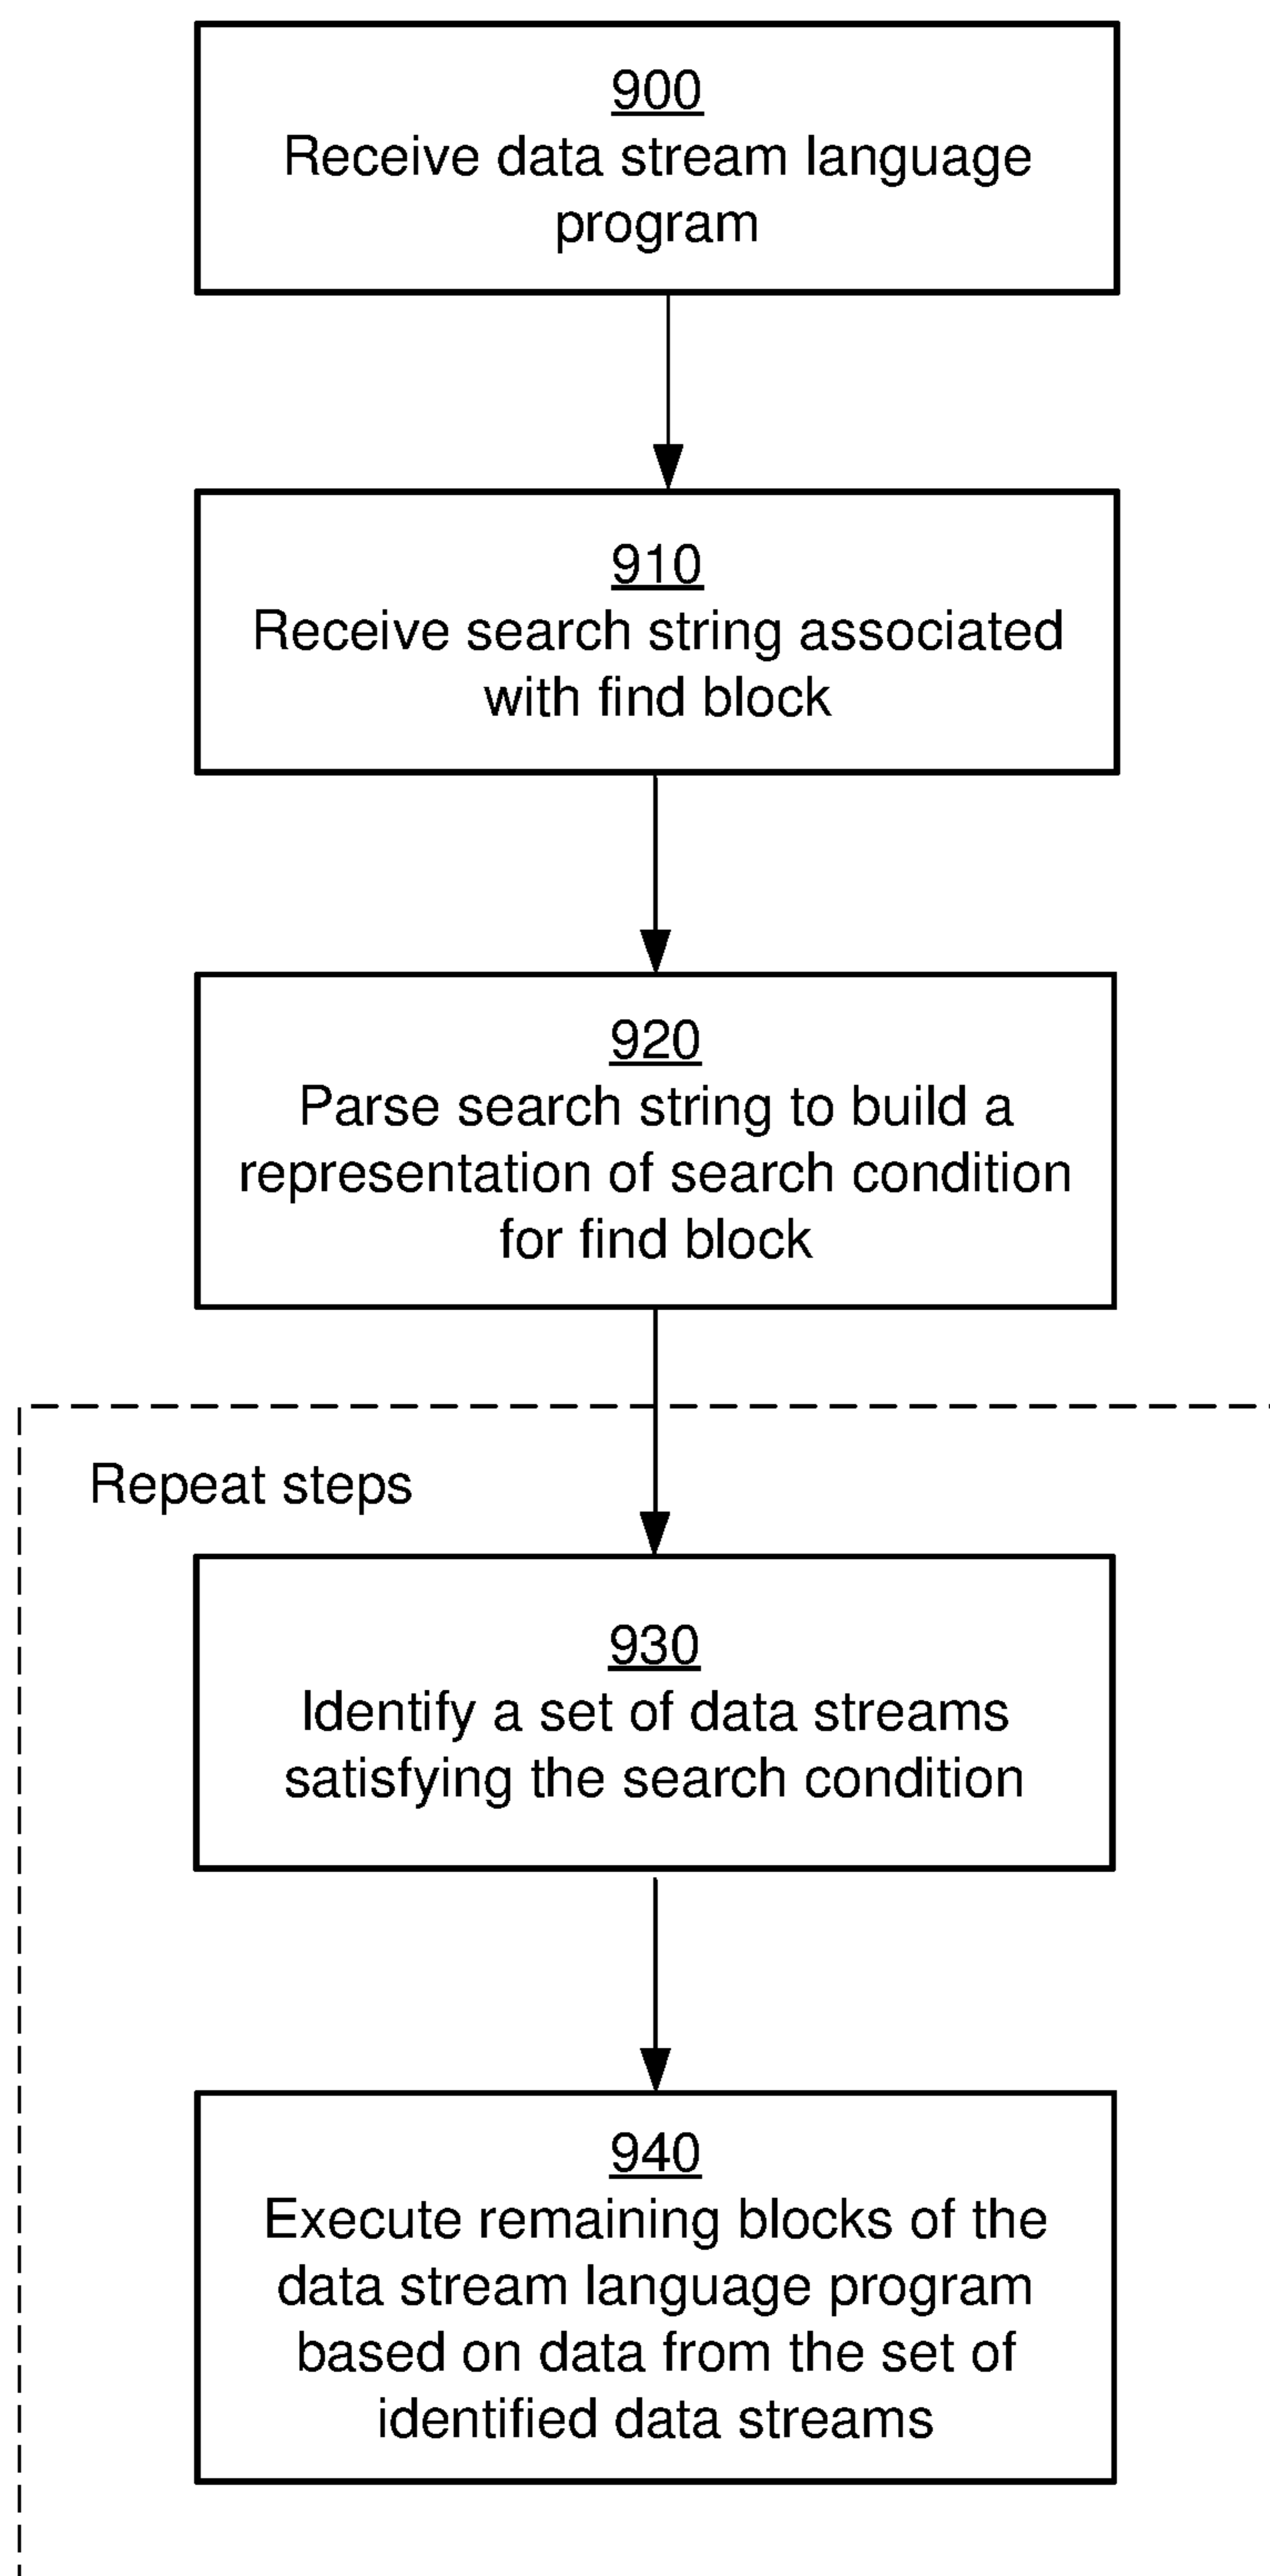 900
Receive data stream language
program
910
Receive search string associated
with find block
920
Parse search string to build a
representation of search condition
for find block
Repeat steps
930
Identify a set of data streams
satisfying the search condition
940
Execute remaining blocks of the
data stream language program
based on data from the set of
identified data streams